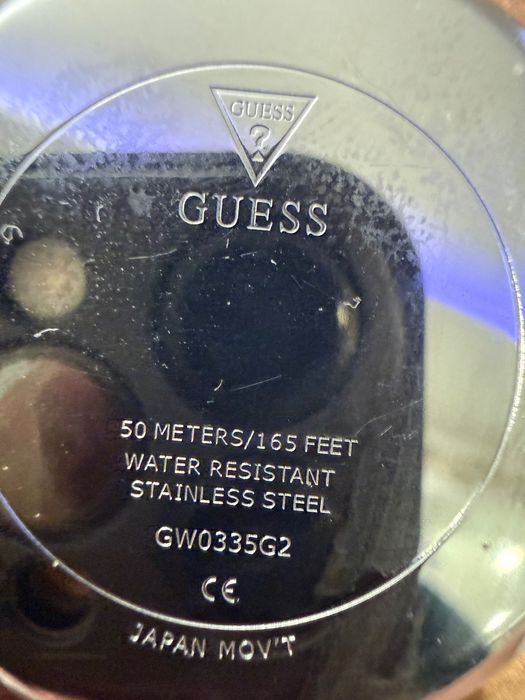 GUESS
?
GUESS
50 METERS/165 FEET
WATER RESISTANT
STAINLESS STEEL
GW0335G2
CE
JAPAN MOV'T